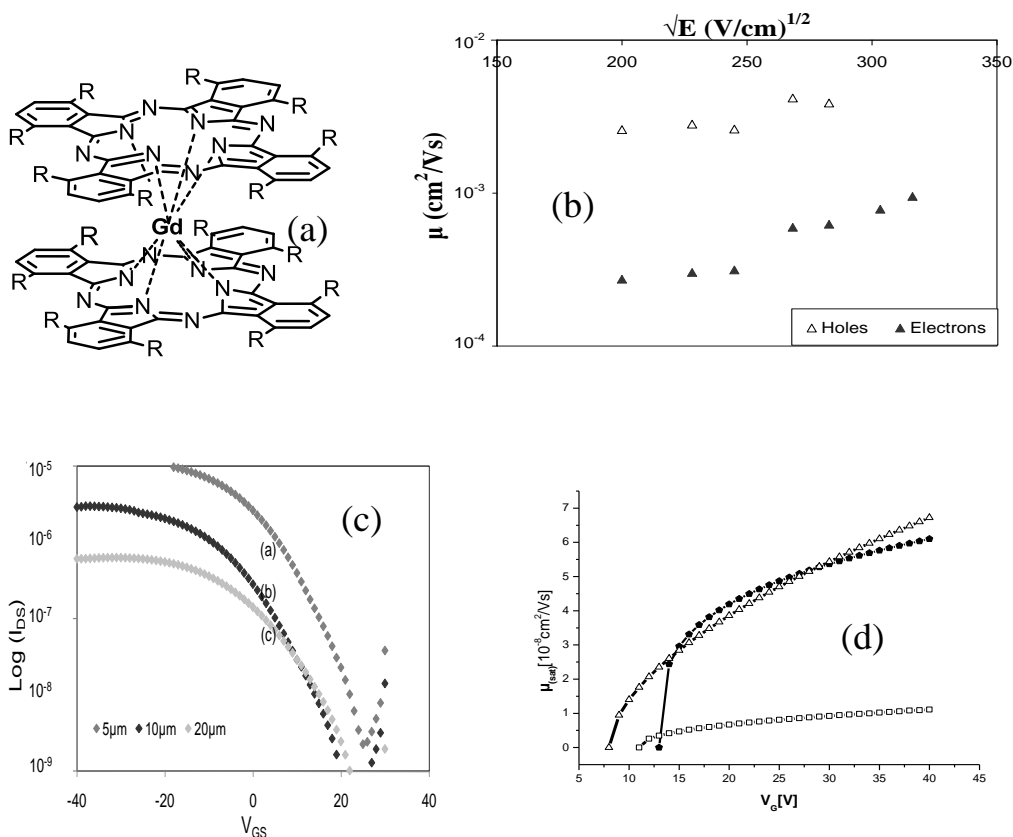 √E (V/cm)1/2
10-2
150 200 250 300 350
R R
R R
N N N
R N N R
N N N
R R
Gd
(a)
R R
N N N R
R N N R
N N N
R R
μ (cm2/Vs)
10-3
(b)
10-4
Holes Electrons
10-5
10-6
10-7
10-8
10-9
Log (IDS)
(a)
(b)
(c)
(c)
5μm 10μm 20μm
-40 -20 0 20 40
VGS
7
6
5
4
3
2
1
0
μ(sat)[10-8cm2/Vs]
(d)
5 10 15 20 25 30 35 40 45
VG[V]